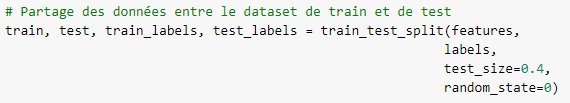 # Partage des données entre le dataset de train et de test
train, test, train_labels, test_labels = train_test_split(features,
labels,
test_size=0.4,
random_state=0)